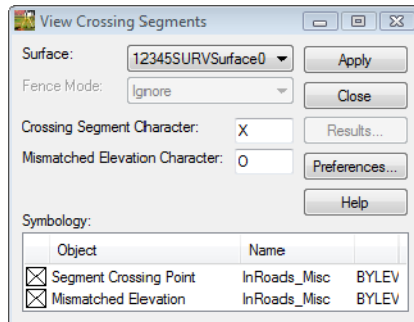 View Crossing Segments
Surface: 12345SURVSurface0 Apply
Fence Mode: Ignore Close
Crossing Segment Character: X Results...
Mismatched Elevation Character: O Preferences...
Help
Symbology:
Object Name
Segment Crossing Point InRoads_Misc BYLEV
Mismatched Elevation InRoads_Misc BYLEV